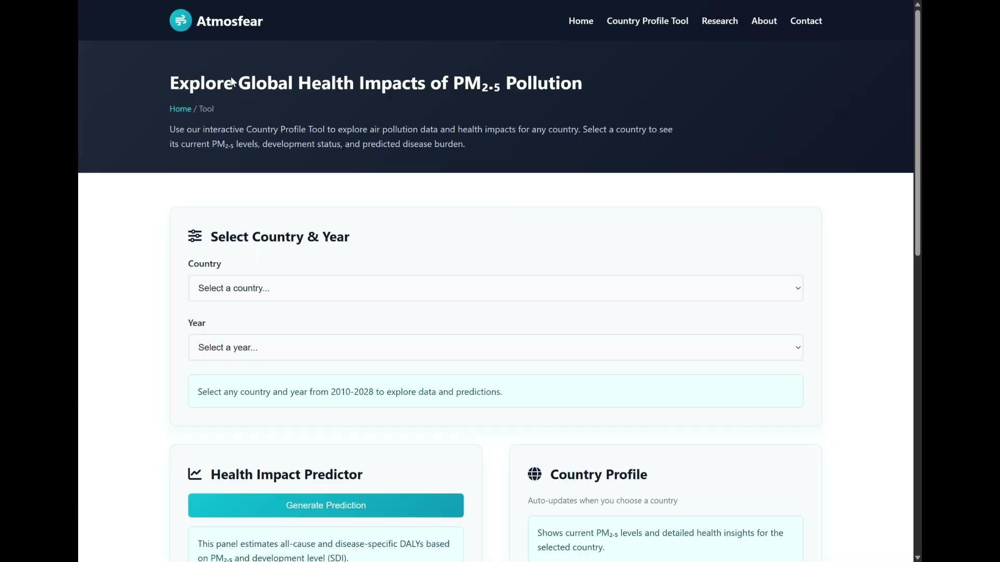 Atmosfear
Home Country Profile Tool Research About Contact
Explore Global Health Impacts of PM₂.₅ Pollution
Home / Tool
Use our interactive Country Profile Tool to explore air pollution data and health impacts for any country. Select a country to see
its current PM₂.₅ levels, development status, and predicted disease burden.
Select Country & Year
Country
Select a country...
Year
Select a year...
Select any country and year from 2010-2028 to explore data and predictions.
Health Impact Predictor
Generate Prediction
This panel estimates all-cause and disease-specific DALYs based
on PM₂.₅ and development level (SDI).
Country Profile
Auto-updates when you choose a country
Shows current PM₂.₅ levels and detailed health insights for the
selected country.